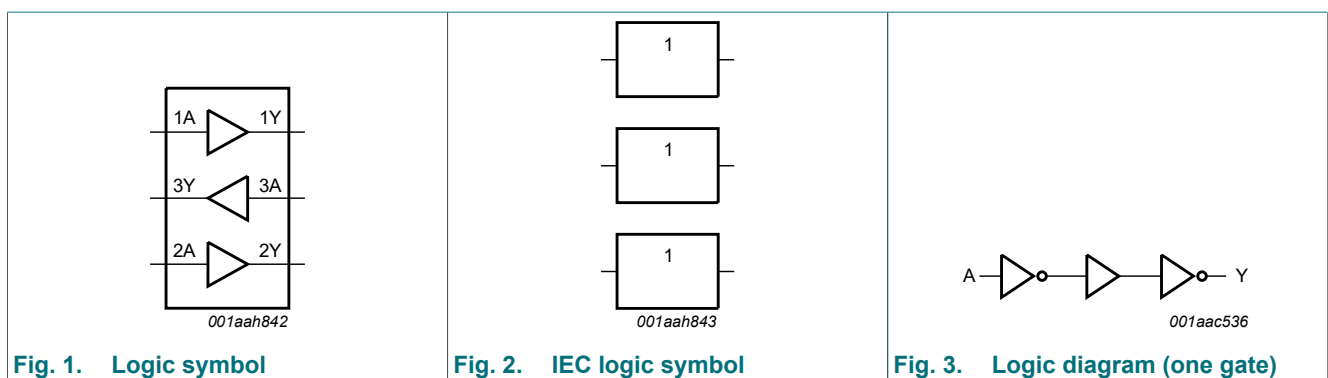 1A 1Y
3Y 3A
2A 2Y
001aah842
Fig. 1. Logic symbol
1
1
1
001aah843
Fig. 2. IEC logic symbol
A Y
001aac536
Fig. 3. Logic diagram (one gate)